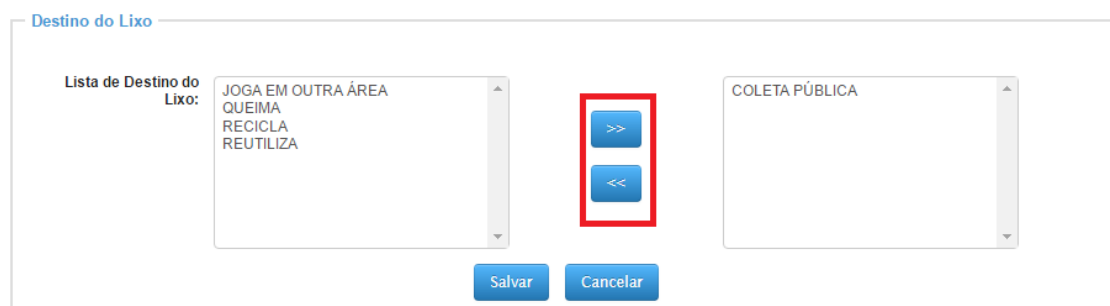 Destino do Lixo
Lista de Destino do
Lixo:
JOGA EM OUTRA ÁREA
QUEIMA
RECICLA
REUTILIZA
>>
<<
COLETA PÚBLICA
Salvar
Cancelar